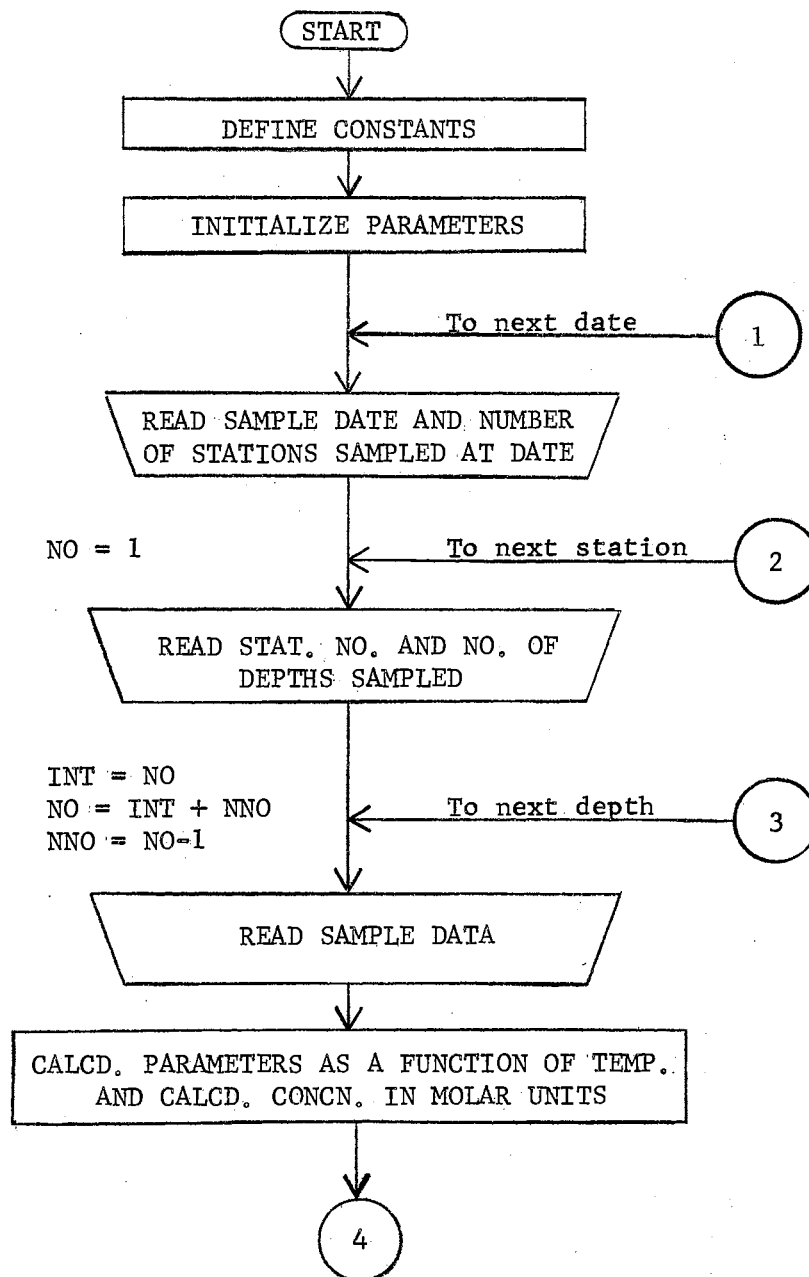 START
DEFINE CONSTANTS
INITIALIZE PARAMETERS
To next date
1
READ SAMPLE DATE AND NUMBER
OF STATIONS SAMPLED AT DATE
NO = 1
To next station
2
READ STAT. NO. AND NO. OF
DEPTHS SAMPLED
INT = NO
NO = INT + NNO
NNO = NO-1
To next depth
3
READ SAMPLE DATA
CALCD. PARAMETERS AS A FUNCTION OF TEMP.
AND CALCD. CONCN. IN MOLAR UNITS
4